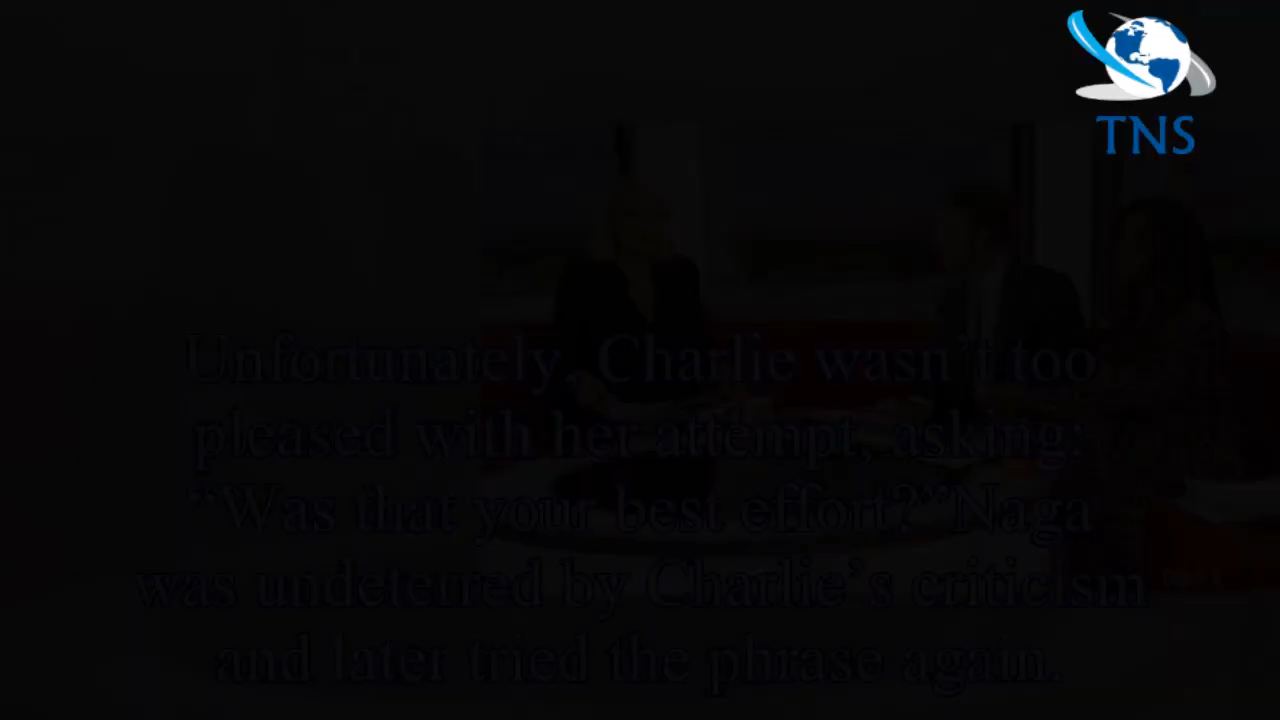 TNS
Unfortunately, Charlie wasn't too
pleased with her attempt, asking:
"Was that your best effort?" Naga
was undeterred by Charlie's criticism
and later tried the phrase again.